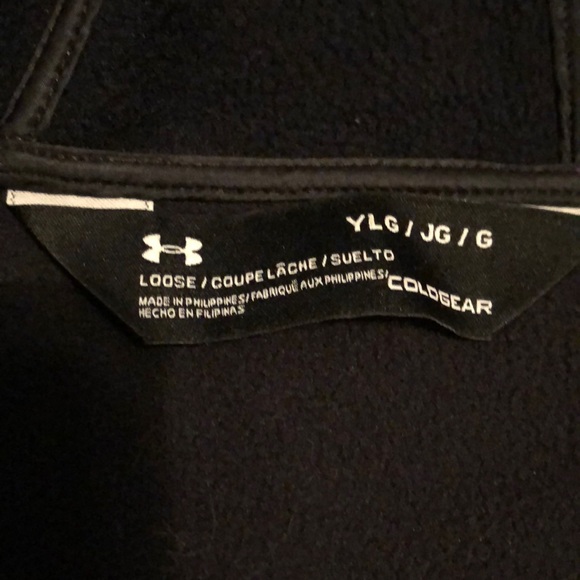 YLG / JG / G
LOOSE / COUPE LÂCHE / SUELTO
MADE IN PHILIPPINES/FABRIQUÉ AUX PHILIPPINES/
HECHO EN FILIPINAS
COLDGEAR